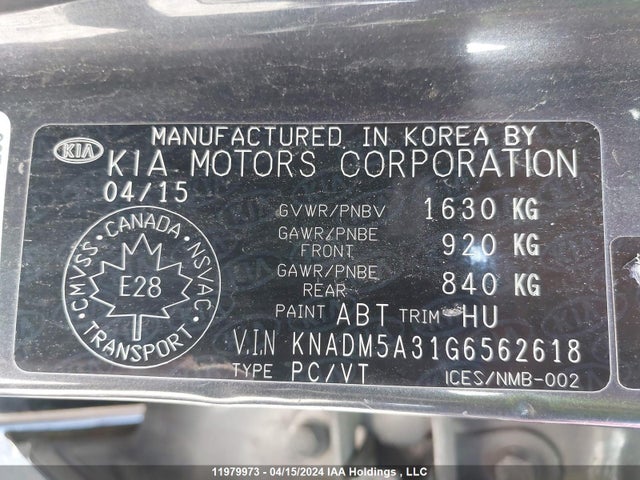 MANUFACTURED IN KOREA BY
KIA KIA MOTORS CORPORATION
04/15
GVWR/PNBV 1630 KG
GAWR/PNBE FRONT 920 KG
GAWR/PNBE REAR 840 KG
CANADA
CMVSS • NSVAC
E28
TRANSPORT
PAINT ABT TRIM HU
V.I.N KNADM5A31G6562618
TYPE PC/VT ICES/NMB-002
11979973 - 04/15/2024 IAA Holdings , LLC